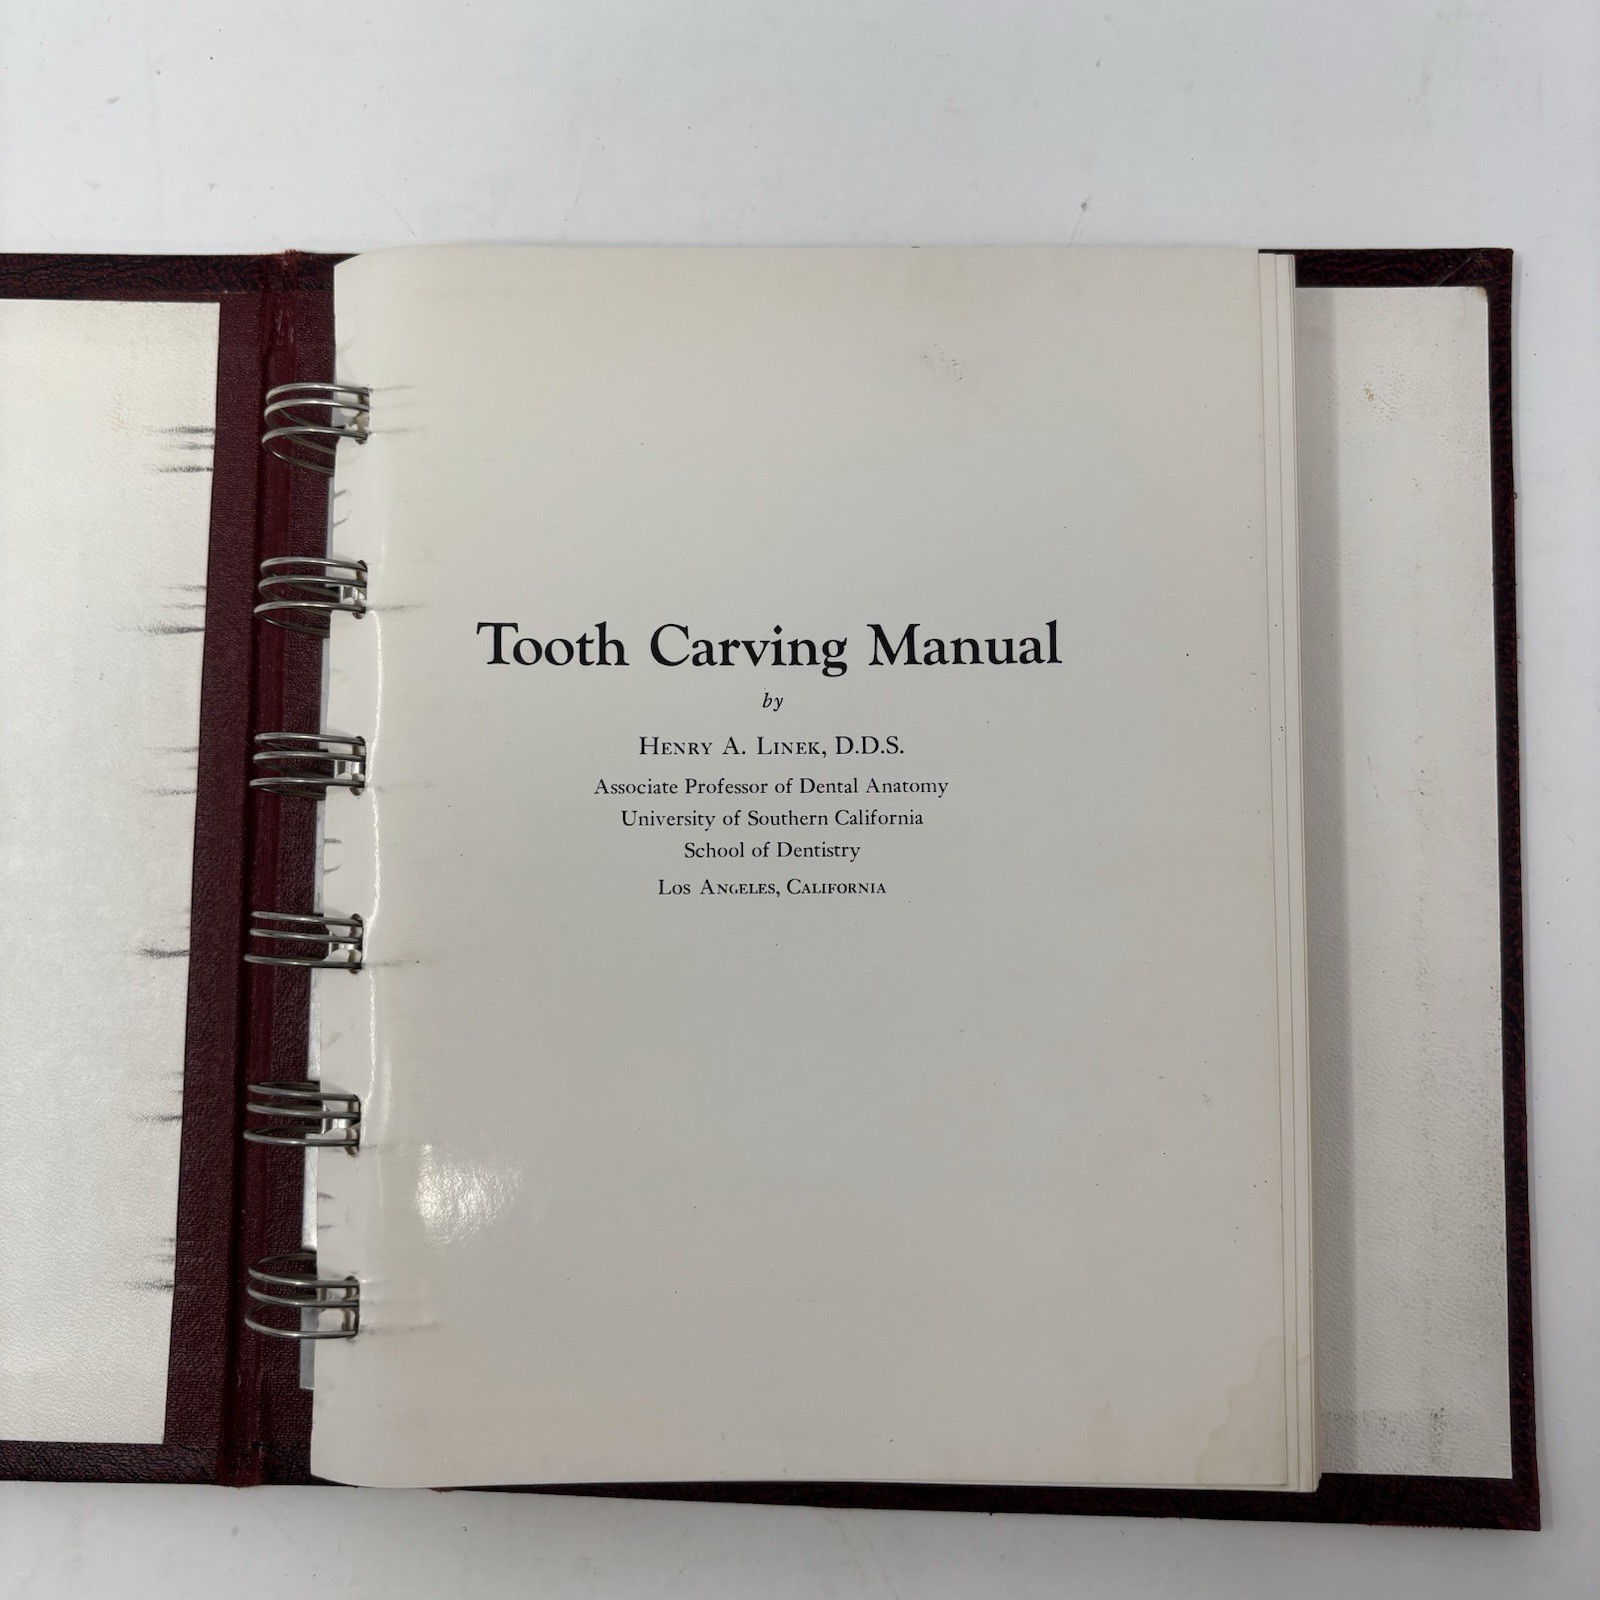 Tooth Carving Manual
by
Henry A. Linek, D.D.S.
Associate Professor of Dental Anatomy
University of Southern California
School of Dentistry
Los Angeles, California